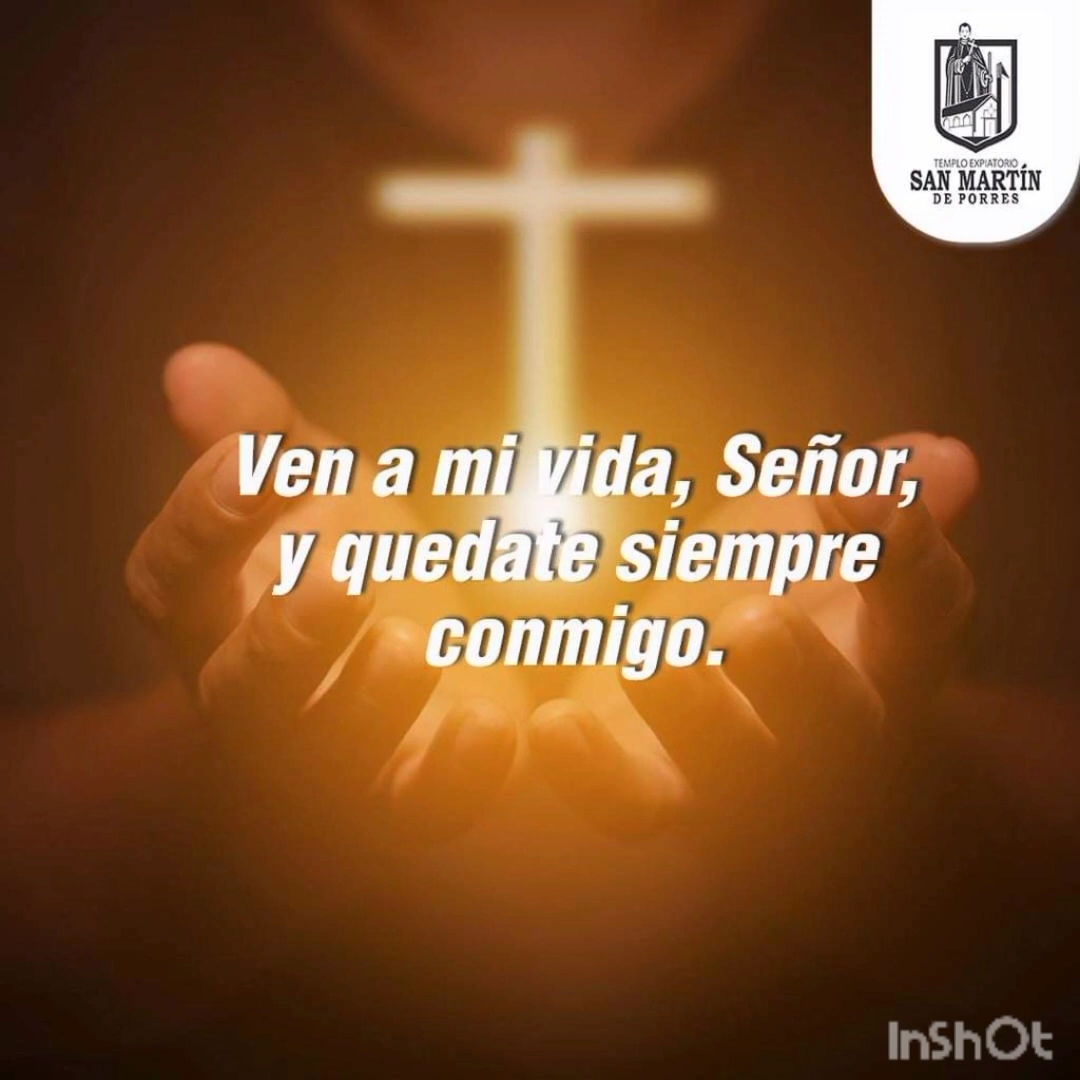 TEMPLO EXPIATORIO
SAN MARTÍN
DE PORRES
Ven a mi vida, Señor,
y quedate siempre
conmigo.
InShOt